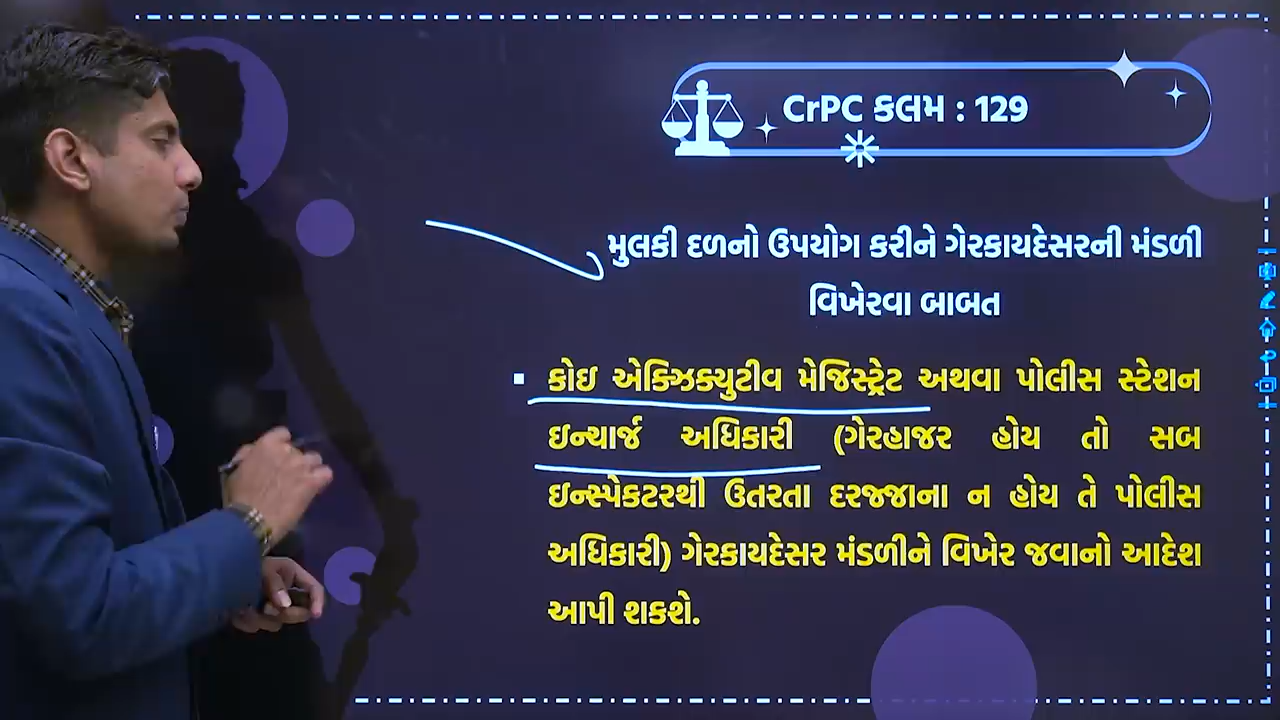 CrPC કલમ : 129
મુલકી દળનો ઉપયોગ કરીને ગેરકાયદેસરની મંડળી
વિખેરવા બાબત
▪ કોઇ એક્ઝિક્યુટીવ મેજિસ્ટ્રેટ અથવા પોલીસ સ્ટેશન
ઇન્ચાર્જ અધિકારી (ગેરહાજર હોય તો સબ
ઇન્સ્પેકટરથી ઉતરતા દરજ્જાના ન હોય તે પોલીસ
અધિકારી) ગેરકાયદેસર મંડળીને વિખેર જવાનો આદેશ
આપી શકશે.